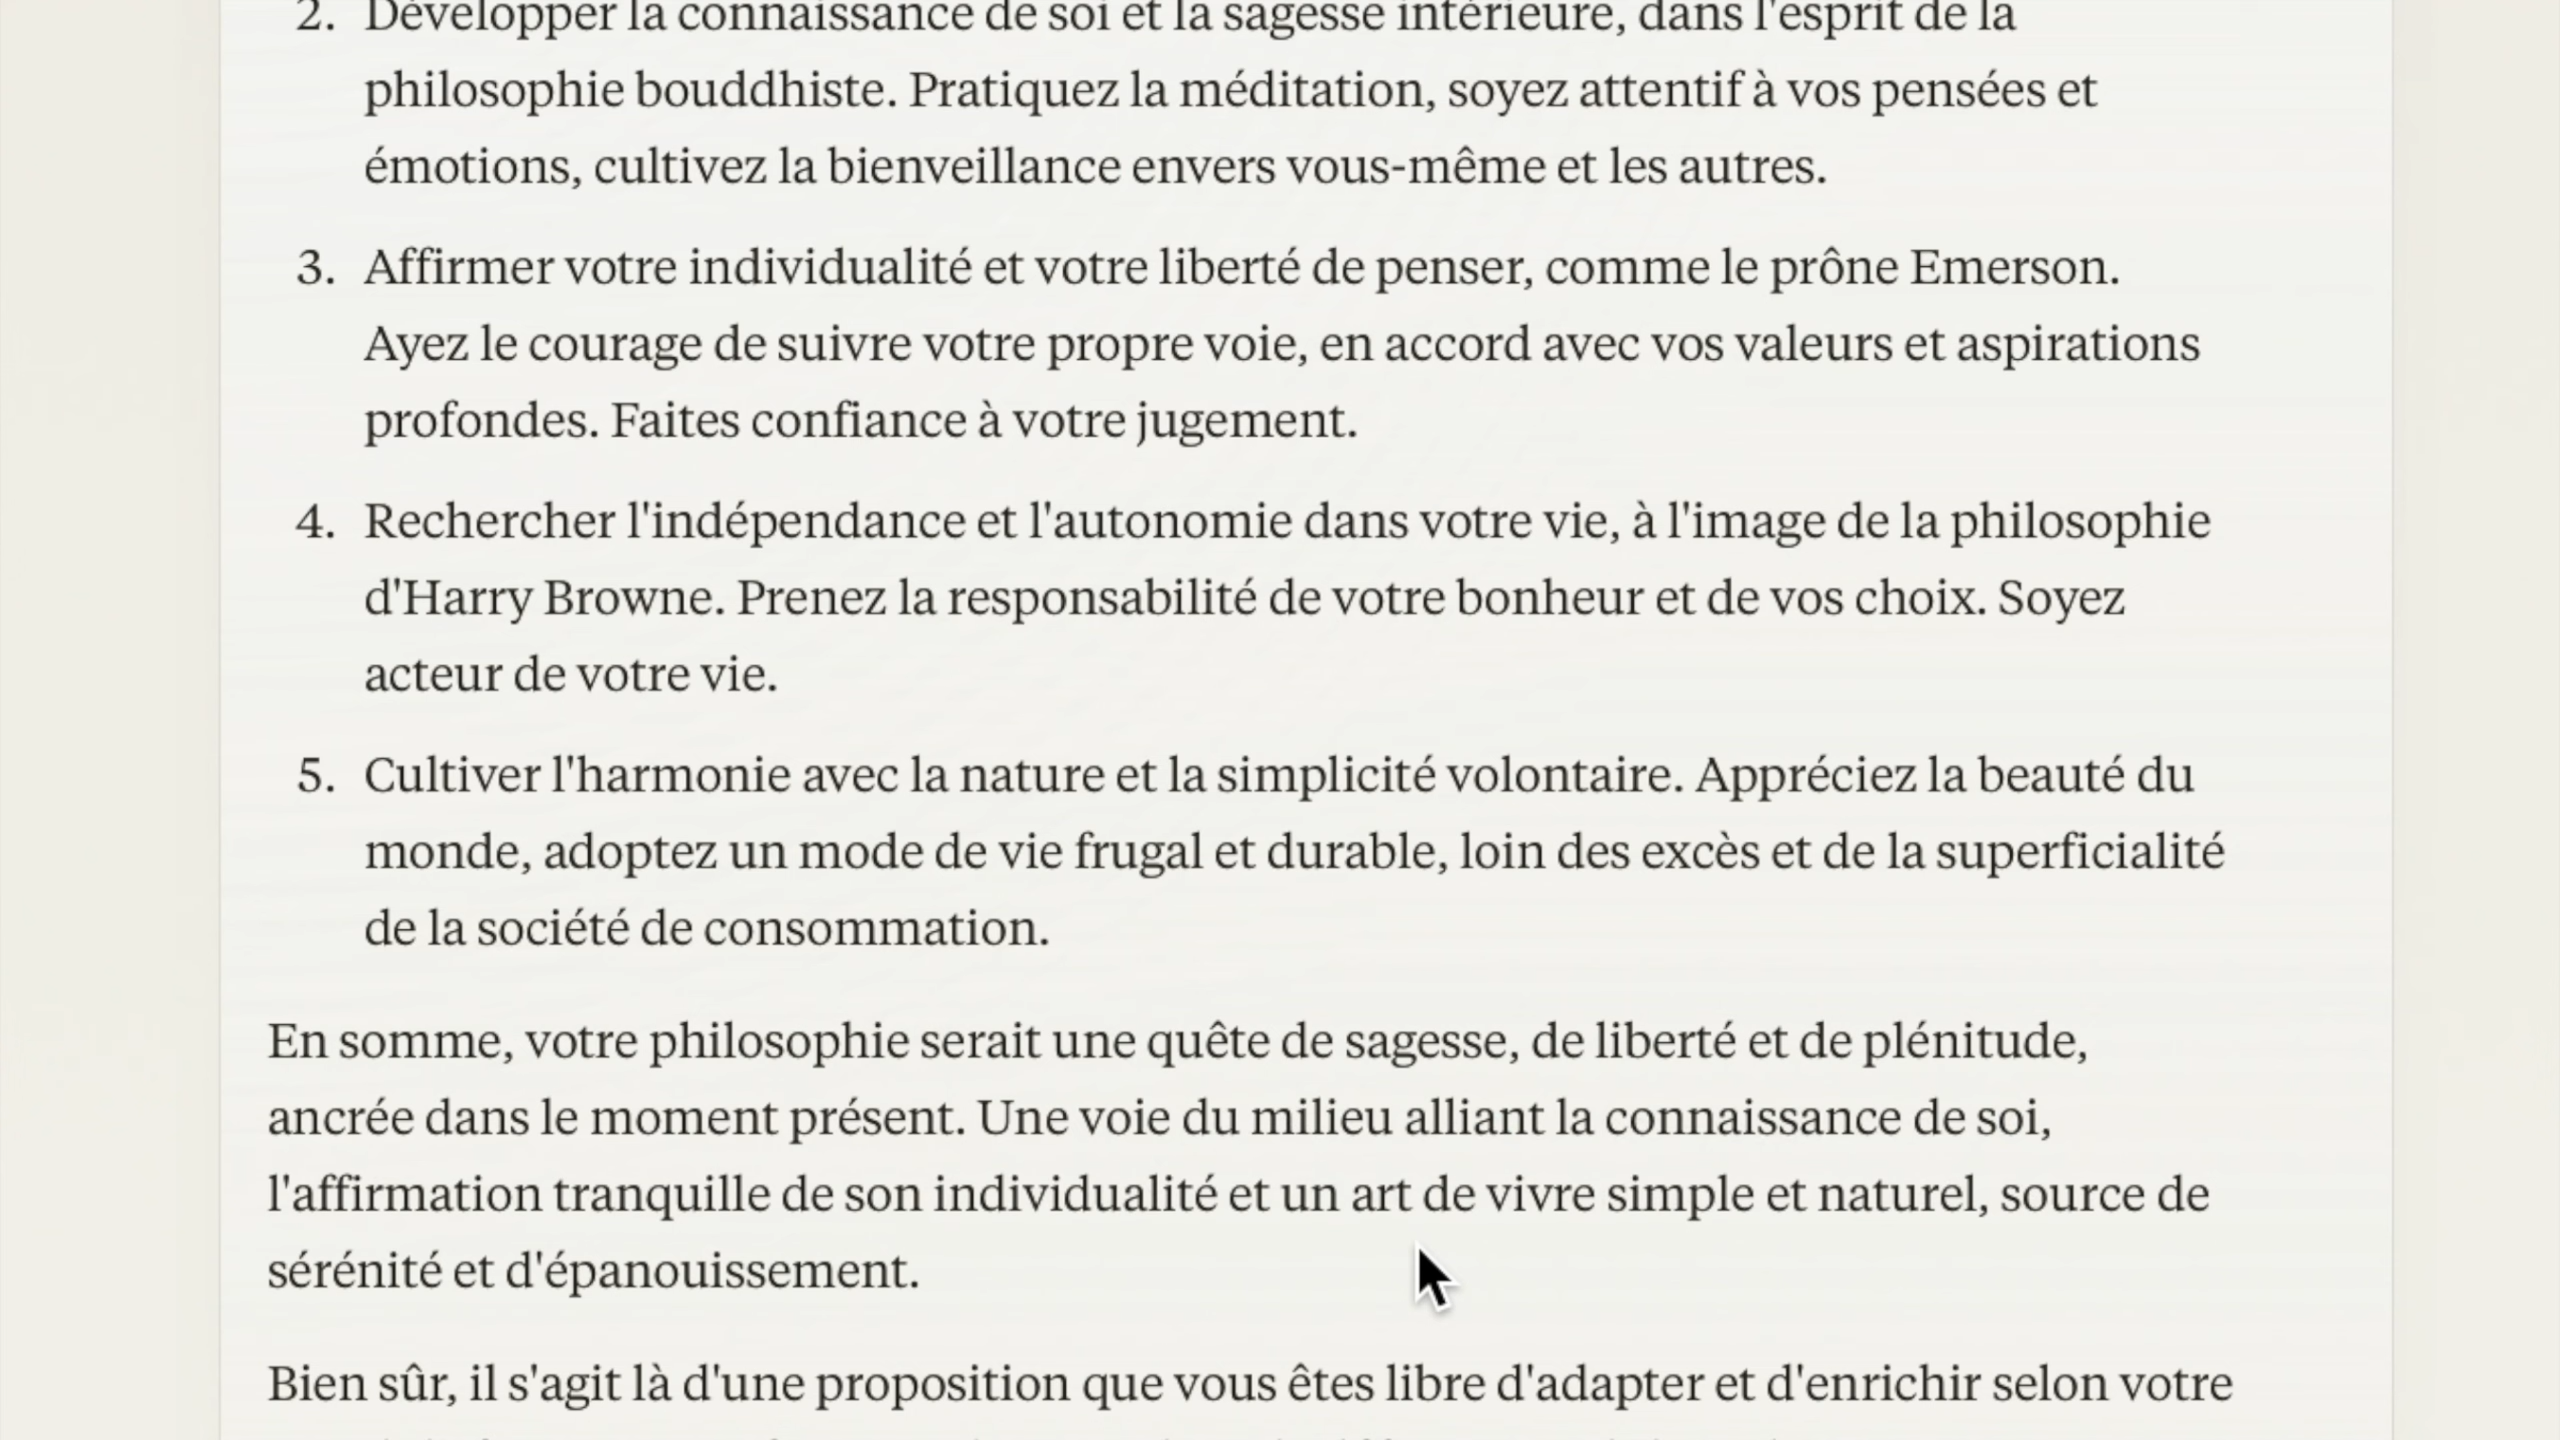 2. Développer la connaissance de soi et la sagesse intérieure, dans l'esprit de la
philosophie bouddhiste. Pratiquez la méditation, soyez attentif à vos pensées et
émotions, cultivez la bienveillance envers vous-même et les autres.
3. Affirmer votre individualité et votre liberté de penser, comme le prône Emerson.
Ayez le courage de suivre votre propre voie, en accord avec vos valeurs et aspirations
profondes. Faites confiance à votre jugement.
4. Rechercher l'indépendance et l'autonomie dans votre vie, à l'image de la philosophie
d'Harry Browne. Prenez la responsabilité de votre bonheur et de vos choix. Soyez
acteur de votre vie.
5. Cultiver l'harmonie avec la nature et la simplicité volontaire. Appréciez la beauté du
monde, adoptez un mode de vie frugal et durable, loin des excès et de la superficialité
de la société de consommation.
En somme, votre philosophie serait une quête de sagesse, de liberté et de plénitude,
ancrée dans le moment présent. Une voie du milieu alliant la connaissance de soi,
l'affirmation tranquille de son individualité et un art de vivre simple et naturel, source de
sérénité et d'épanouissement.
Bien sûr, il s'agit là d'une proposition que vous êtes libre d'adapter et d'enrichir selon votre